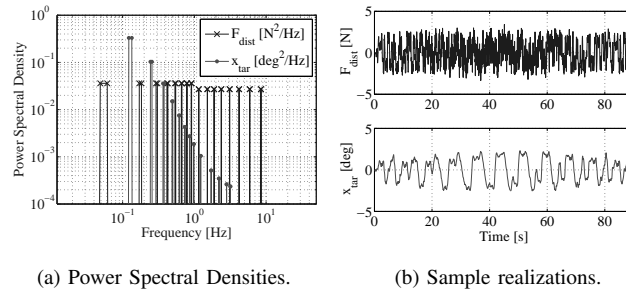 10^1
10^0
10^-1
10^-2
10^-3
10^-4
Power Spectral Density
10^-1
10^0
10^1
Frequency [Hz]
F_dist [N^2/Hz]
x_tar [deg^2/Hz]
(a) Power Spectral Densities.
5
0
-5
F_dist [N]
0
20
40
60
80
5
0
-5
x_tar [deg]
0
20
40
60
80
Time [s]
(b) Sample realizations.